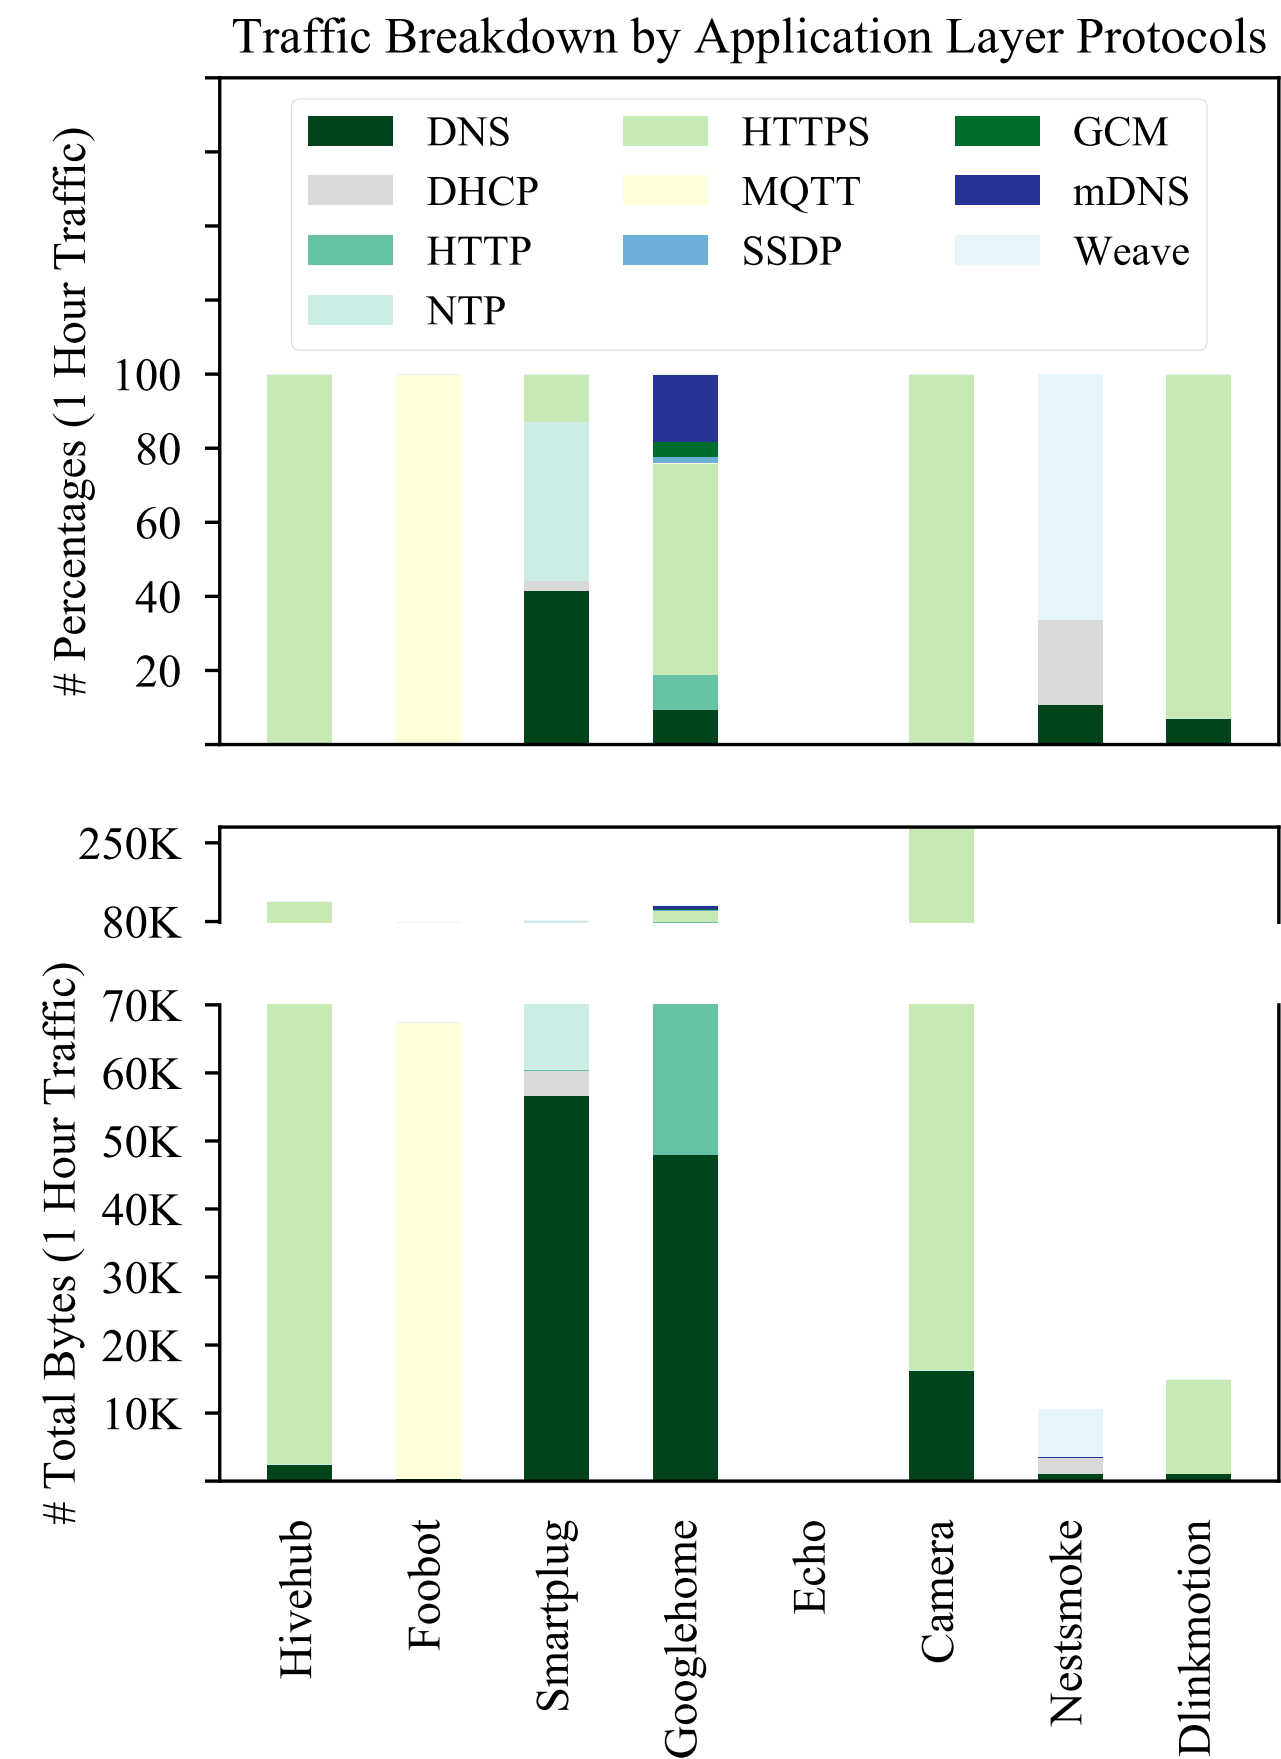 Traffic Breakdown by Application Layer Protocols
# Percentages (1 Hour Traffic)
DNS
DHCP
HTTP
NTP
HTTPS
MQTT
SSDP
GCM
mDNS
Weave
100
80
60
40
20
# Total Bytes (1 Hour Traffic)
250K
80K
70K
60K
50K
40K
30K
20K
10K
Hivehub
Foobot
Smartplug
Googlehome
Echo
Camera
Nestsmoke
Dlinkmotion